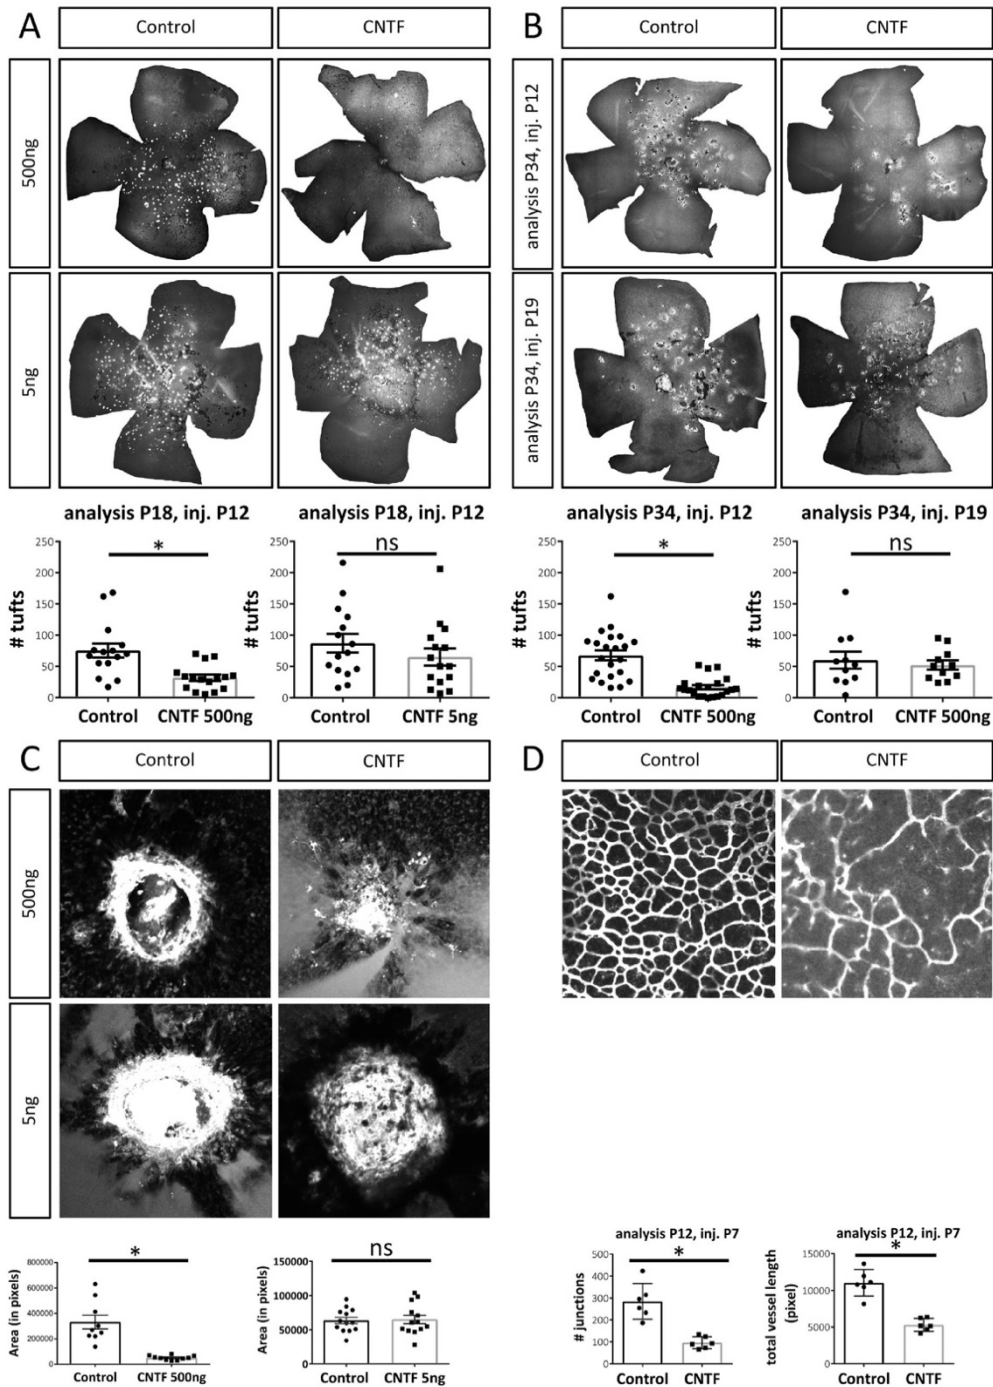 A
Control
CNTF
500ng
5ng
analysis P18, inj. P12
# tufts
250
200
150
100
50
0
*
Control
CNTF 500ng
analysis P18, inj. P12
# tufts
250
200
150
100
50
0
ns
Control
CNTF 5ng
B
Control
CNTF
analysis P34, inj. P12
analysis P34, inj. P19
analysis P34, inj. P12
# tufts
250
200
150
100
50
0
*
Control
CNTF 500ng
analysis P34, inj. P19
# tufts
250
200
150
100
50
0
ns
Control
CNTF 500ng
C
Control
CNTF
500ng
5ng
Area (in pixels)
800000
600000
400000
200000
0
*
Control
CNTF 500ng
Area (in pixels)
150000
100000
50000
0
ns
Control
CNTF 5ng
D
Control
CNTF
analysis P12, inj. P7
# junctions
500
400
300
200
100
0
*
Control
CNTF
analysis P12, inj. P7
total vessel length
(pixel)
15000
10000
5000
0
*
Control
CNTF